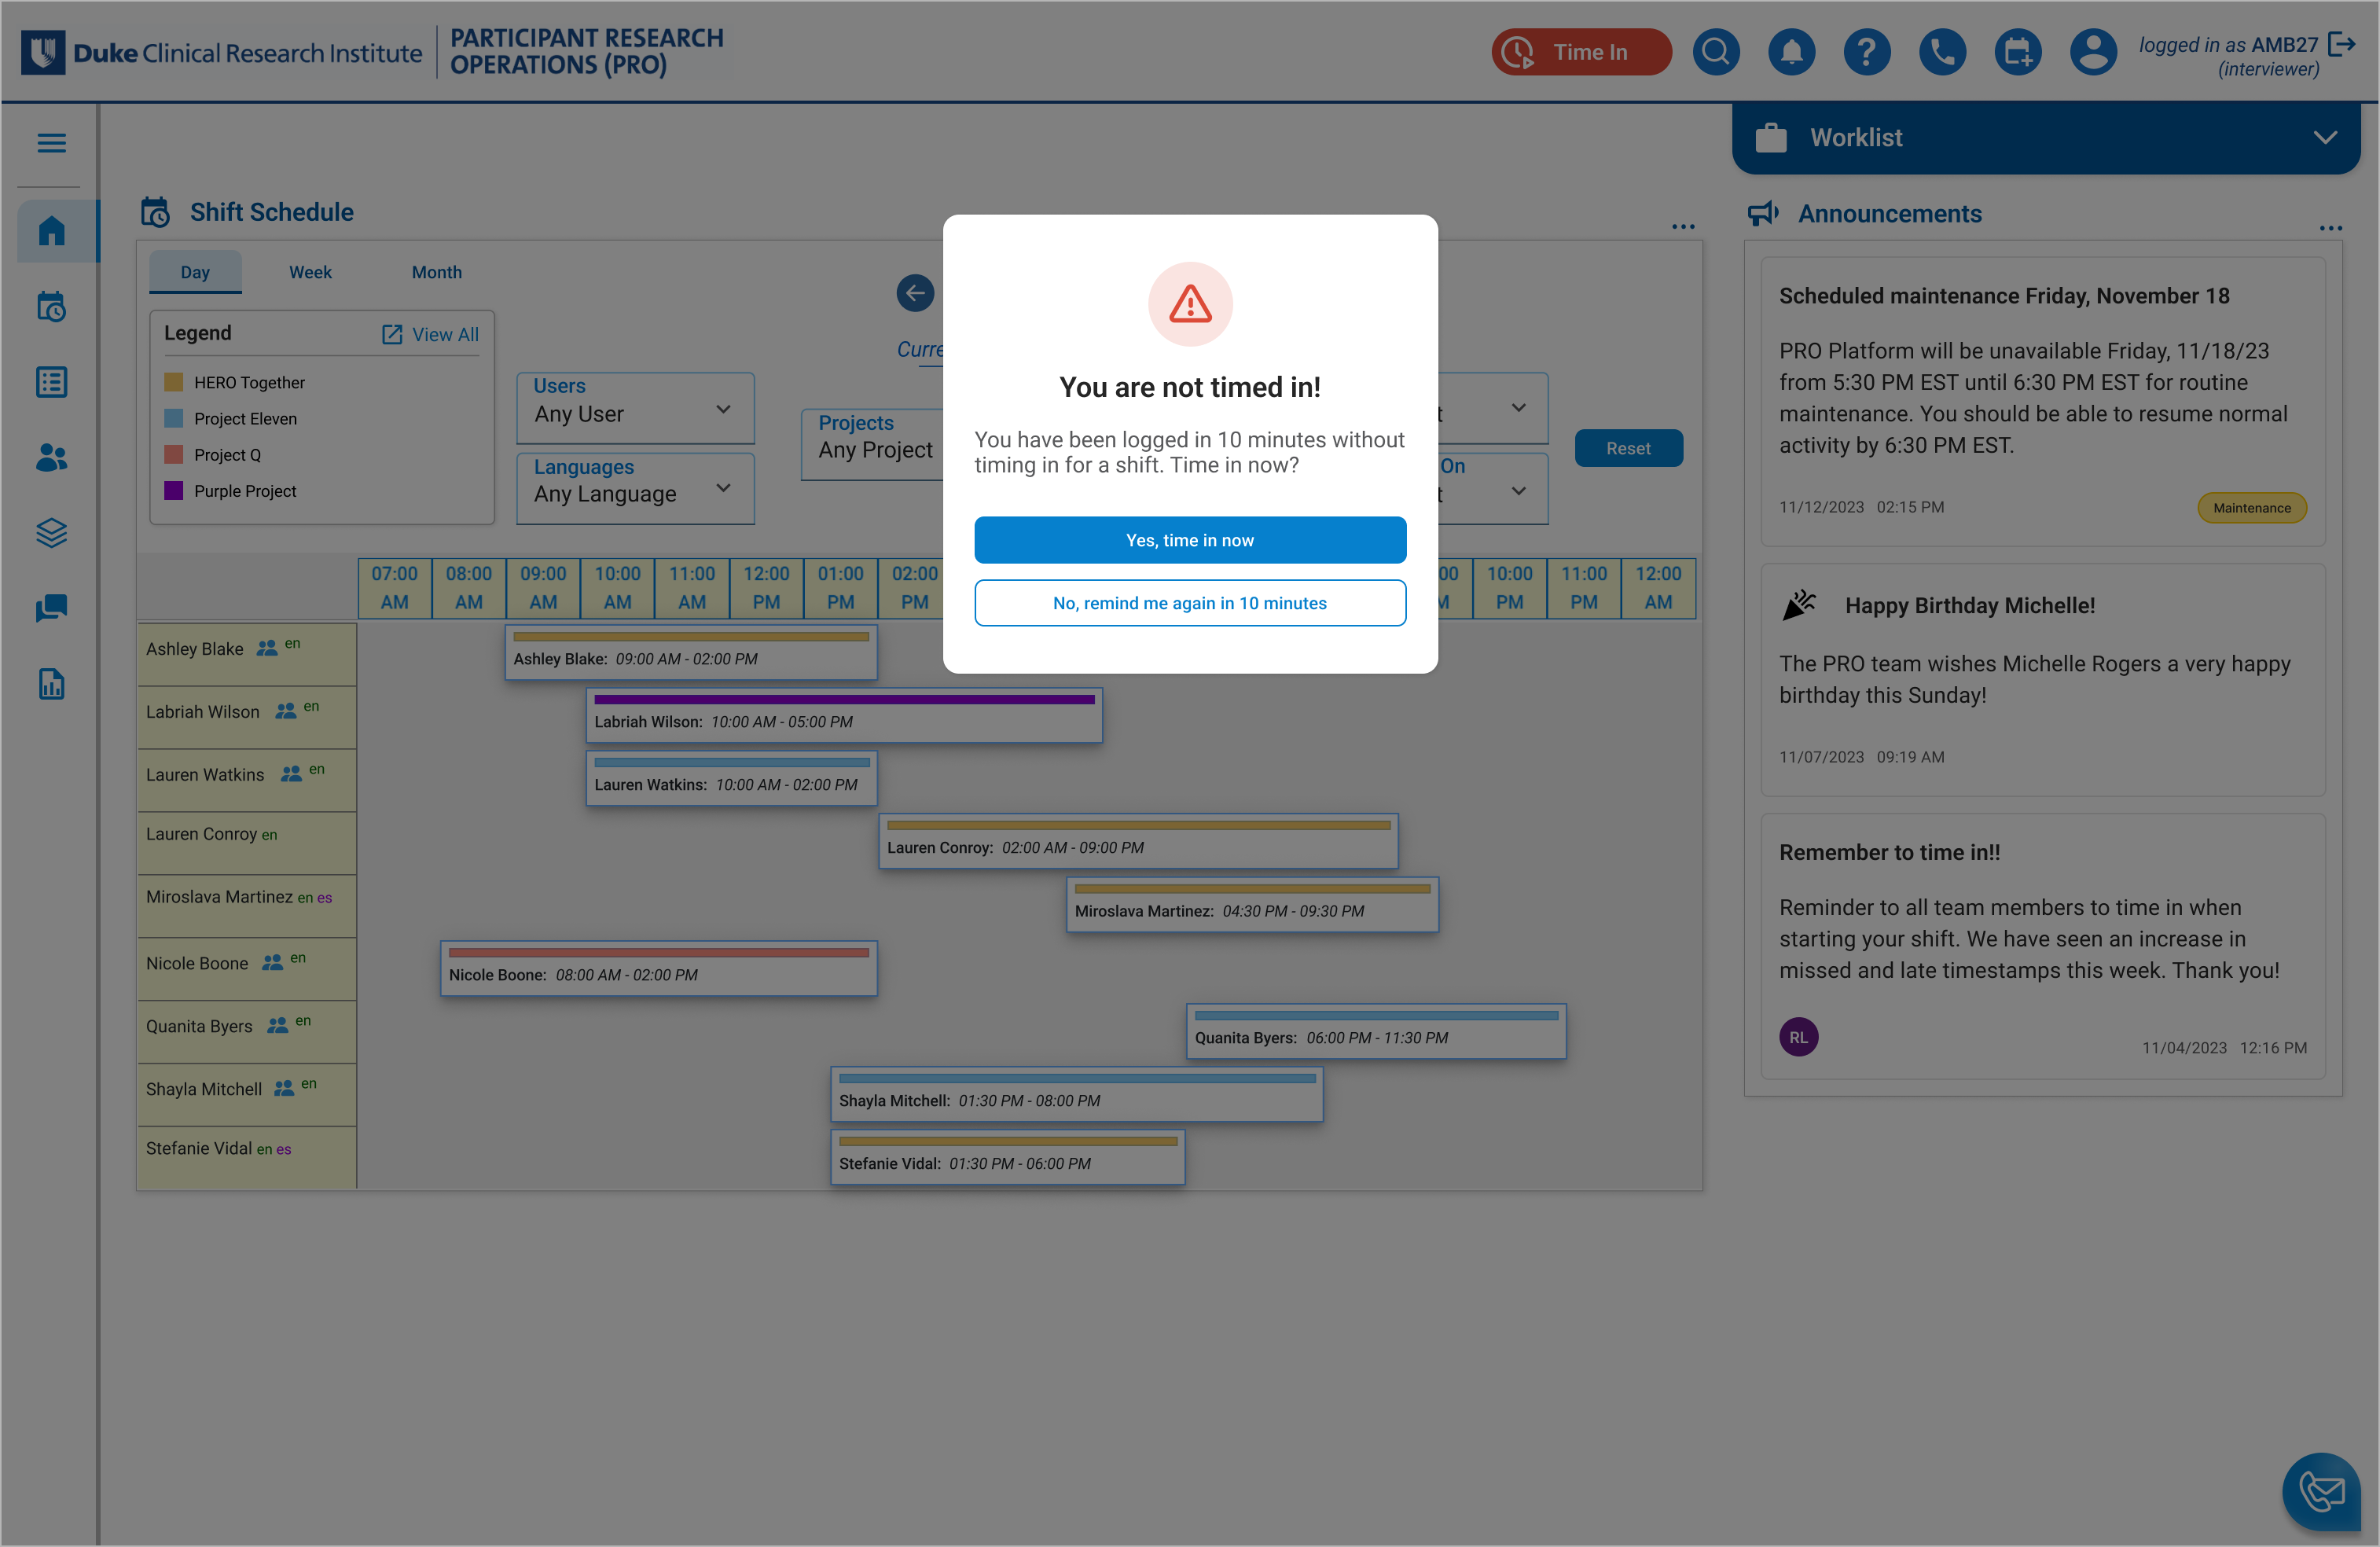 Duke Clinical Research Institute
PARTICIPANT RESEARCH
OPERATIONS (PRO)
Time In
logged in as AMB27
(interviewer)
Worklist
Shift Schedule
Day
Week
Month
Legend
View All
HERO Together
Project Eleven
Project Q
Purple Project
Curre
Users
Any User
Languages
Any Language
Projects
Any Project
t
On
t
Reset
You are not timed in!
You have been logged in 10 minutes without
timing in for a shift. Time in now?
Yes, time in now
No, remind me again in 10 minutes
07:00 AM
08:00 AM
09:00 AM
10:00 AM
11:00 AM
12:00 PM
01:00 PM
02:00 PM
00 M
10:00 PM
11:00 PM
12:00 AM
Ashley Blake en
Ashley Blake: 09:00 AM - 02:00 PM
Labriah Wilson en
Labriah Wilson: 10:00 AM - 05:00 PM
Lauren Watkins en
Lauren Watkins: 10:00 AM - 02:00 PM
Lauren Conroy en
Lauren Conroy: 02:00 AM - 09:00 PM
Miroslava Martinez en es
Miroslava Martinez: 04:30 PM - 09:30 PM
Nicole Boone en
Nicole Boone: 08:00 AM - 02:00 PM
Quanita Byers en
Quanita Byers: 06:00 PM - 11:30 PM
Shayla Mitchell en
Shayla Mitchell: 01:30 PM - 08:00 PM
Stefanie Vidal en es
Stefanie Vidal: 01:30 PM - 06:00 PM
Announcements
Scheduled maintenance Friday, November 18
PRO Platform will be unavailable Friday, 11/18/23
from 5:30 PM EST until 6:30 PM EST for routine
maintenance. You should be able to resume normal
activity by 6:30 PM EST.
11/12/2023 02:15 PM
Maintenance
Happy Birthday Michelle!
The PRO team wishes Michelle Rogers a very happy
birthday this Sunday!
11/07/2023 09:19 AM
Remember to time in!!
Reminder to all team members to time in when
starting your shift. We have seen an increase in
missed and late timestamps this week. Thank you!
RL
11/04/2023 12:16 PM